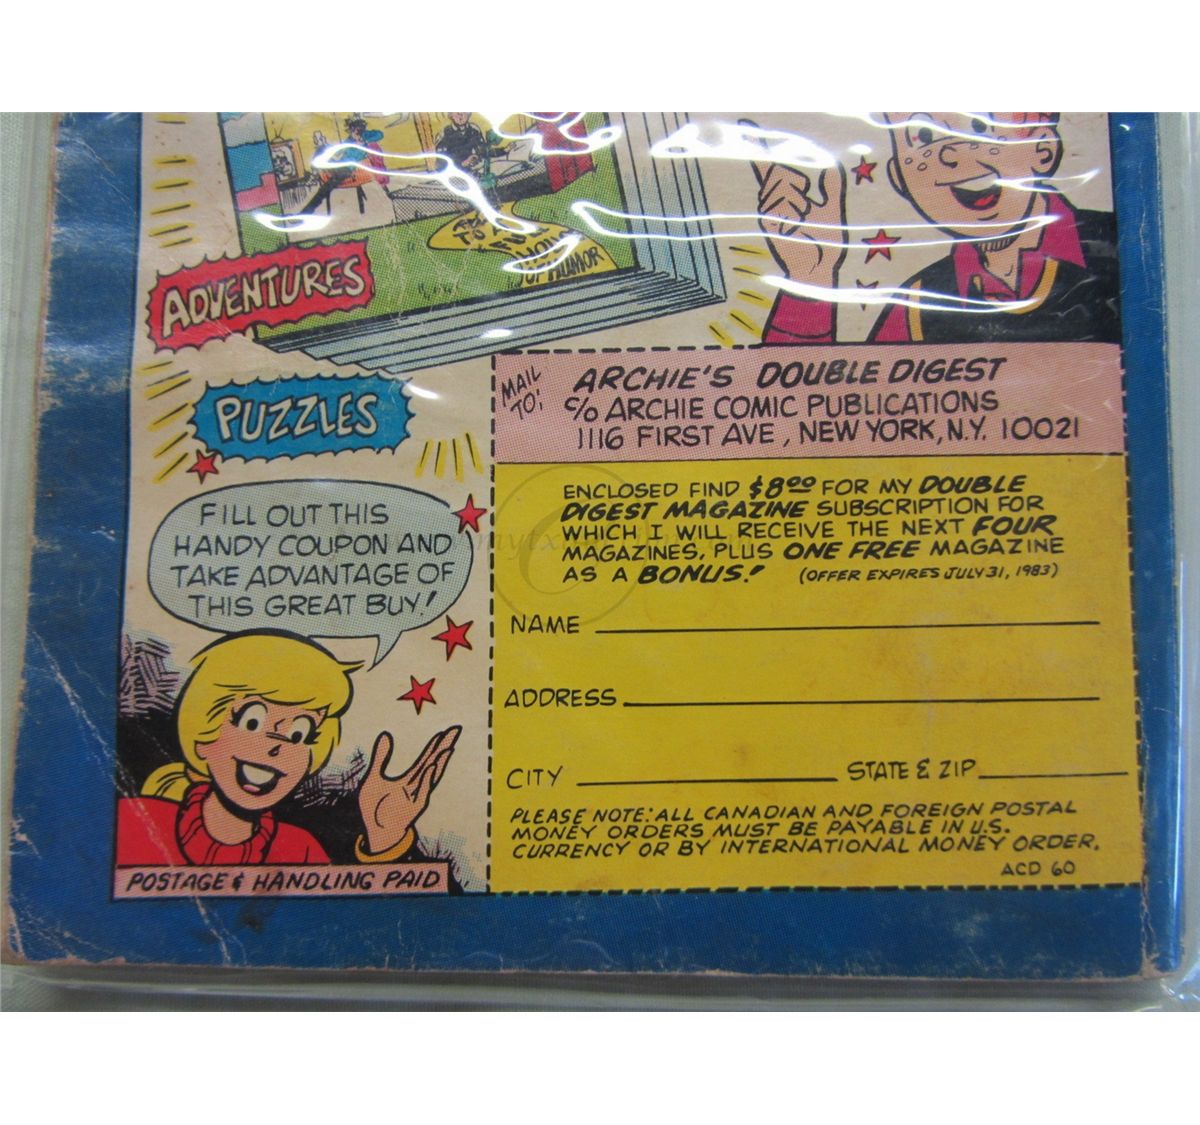 OF HUMOR
ADVENTURES
PUZZLES
MAIL TO:
ARCHIE'S DOUBLE DIGEST
C/O ARCHIE COMIC PUBLICATIONS
1116 FIRST AVE, NEW YORK, N.Y. 10021
FILL OUT THIS
HANDY COUPON AND
TAKE ADVANTAGE OF
THIS GREAT BUY!
ENCLOSED FIND $8.00 FOR MY DOUBLE
DIGEST MAGAZINE SUBSCRIPTION FOR
WHICH I WILL RECEIVE THE NEXT FOUR
MAGAZINES, PLUS ONE FREE MAGAZINE
AS A BONUS! (OFFER EXPIRES JULY 31, 1983)
NAME
ADDRESS
CITY STATE & ZIP
PLEASE NOTE: ALL CANADIAN AND FOREIGN POSTAL
MONEY ORDERS MUST BE PAYABLE IN U.S.
CURRENCY OR BY INTERNATIONAL MONEY ORDER.
ACD 60
POSTAGE & HANDLING PAID